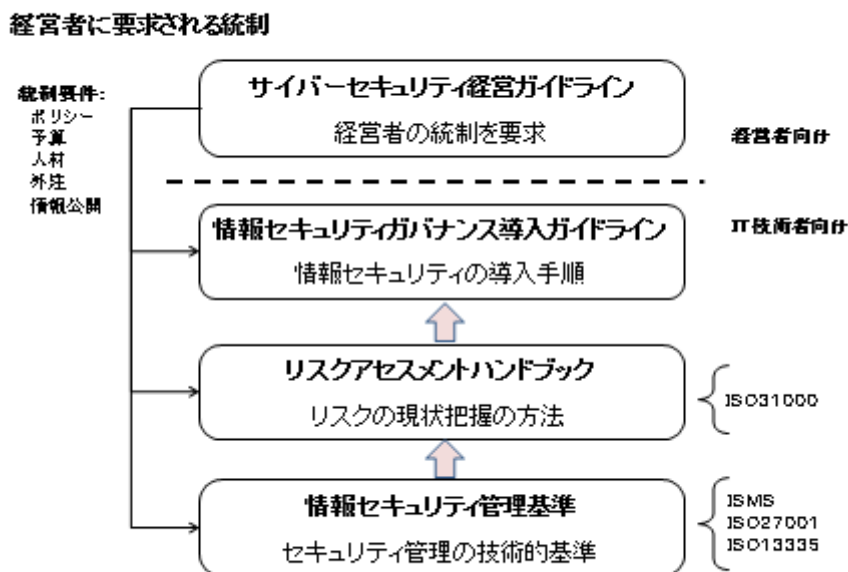 経営者に要求される統制
サイバーセキュリティ経営ガイドライン
経営者の統制を要求
統制要件:
ポリシー
予算
人材
外注
情報公開
経営者向け
情報セキュリティガバナンス導入ガイドライン
情報セキュリティの導入手順
IT技術者向け
リスクアセスメントハンドブック
リスクの現状把握の方法
ISO31000
情報セキュリティ管理基準
セキュリティ管理の技術的基準
ISMS
ISO27001
ISO13335